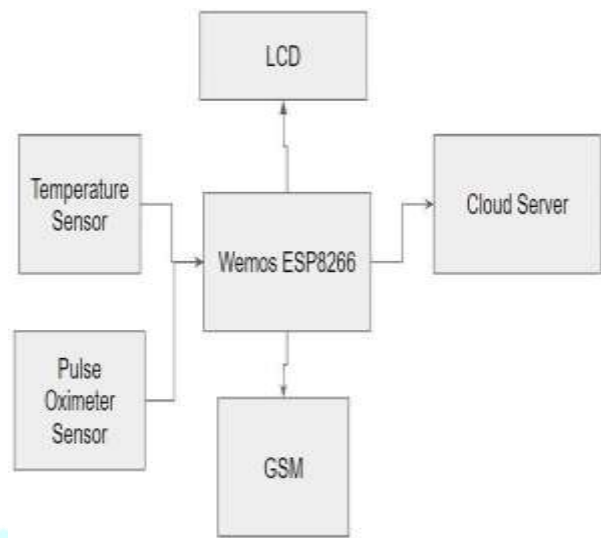 LCD
Temperature
Sensor
Wemos ESP8266
Cloud Server
Pulse
Oximeter
Sensor
GSM